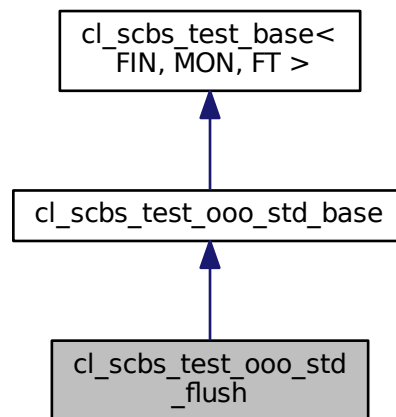 cl_scbs_test_base<
FIN, MON, FT >
cl_scbs_test_ooo_std_base
cl_scbs_test_ooo_std
_flush